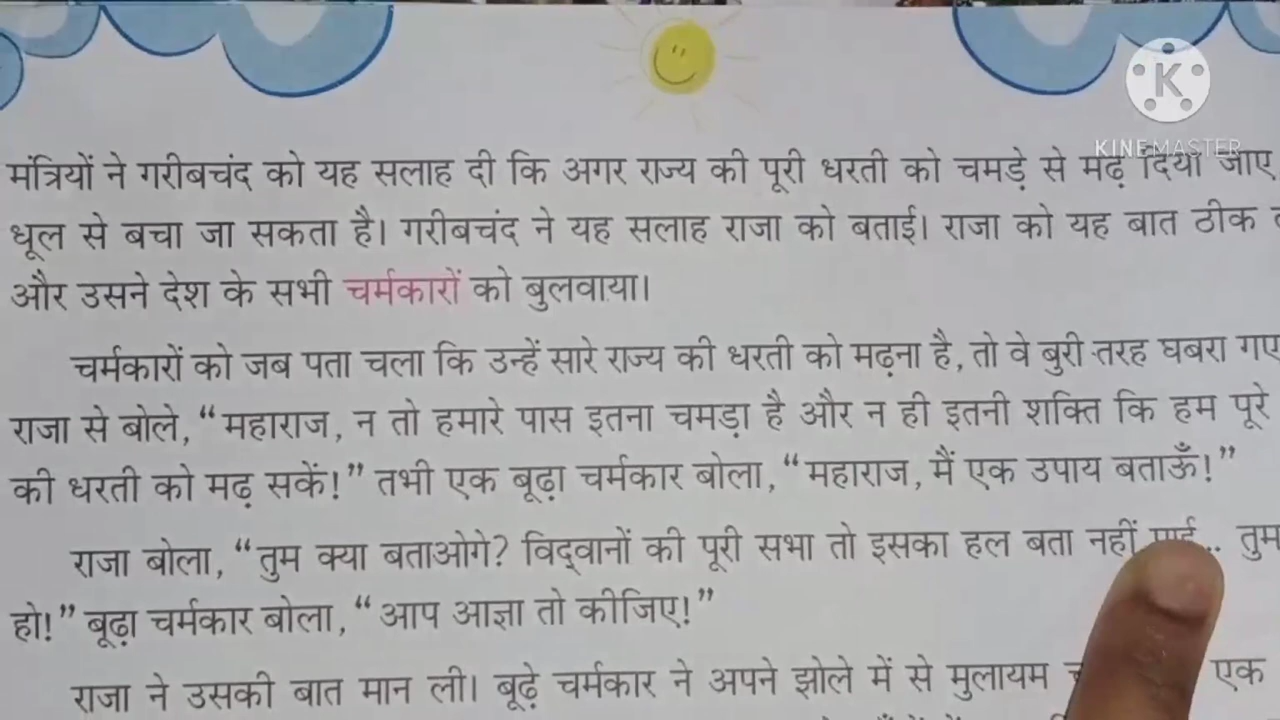 KINEMASTER
मंत्रियों ने गरीबचंद को यह सलाह दी कि अगर राज्य की पूरी धरती को चमड़े से मढ़ दिया जाए
धूल से बचा जा सकता है। गरीबचंद ने यह सलाह राजा को बताई। राजा को यह बात ठीक
और उसने देश के सभी चर्मकारों को बुलवाया।
चर्मकारों को जब पता चला कि उन्हें सारे राज्य की धरती को मढ़ना है, तो वे बुरी तरह घबरा गए
राजा से बोले, “महाराज, न तो हमारे पास इतना चमड़ा है और न ही इतनी शक्ति कि हम पूरे
की धरती को मढ़ सकें!” तभी एक बूढ़ा चर्मकार बोला, “महाराज, मैं एक उपाय बताऊँ!”
राजा बोला, “तुम क्या बताओगे? विद्‌वानों की पूरी सभा तो इसका हल बता नहीं पाई... तुम
हो!” बूढ़ा चर्मकार बोला, “आप आज्ञा तो कीजिए!”
राजा ने उसकी बात मान ली। बूढ़े चर्मकार ने अपने झोले में से मुलायम एक